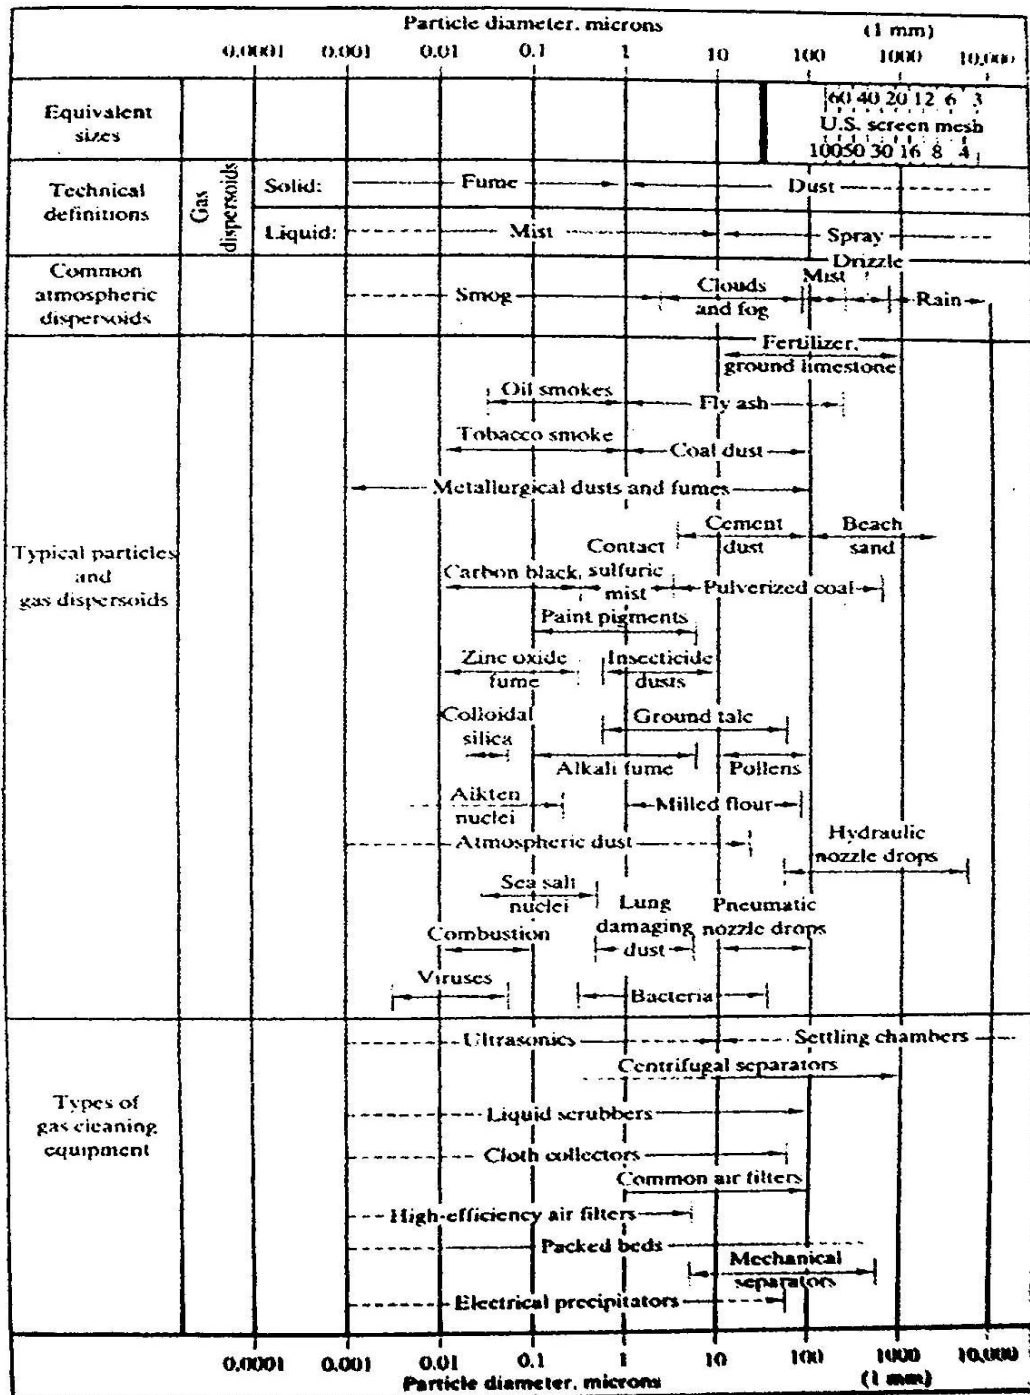 Particle diameter, microns (1 mm)
0.0001 0.001 0.01 0.1 1 10 100 1000 10,000
Equivalent sizes
60 40 20 12 6 3
U.S. screen mesh
100 50 30 16 8 4
Technical definitions
Gas dispersoids
Solid: Fume Dust
Liquid: Mist Spray
Common atmospheric dispersoids
Smog
Clouds and fog
Mist
Drizzle
Rain
Typical particles and gas dispersoids
Fertilizer, ground limestone
Oil smokes Fly ash
Tobacco smoke Coal dust
Metallurgical dusts and fumes
Cement dust
Beach sand
Carbon black
Contact sulfuric mist
Pulverized coal
Paint pigments
Zinc oxide fume
Insecticide dusts
Colloidal silica
Ground talc
Alkali fume
Pollens
Aikten nuclei
Milled flour
Atmospheric dust
Hydraulic nozzle drops
Sea salt nuclei
Combustion
Lung damaging dust
Pneumatic nozzle drops
Viruses
Bacteria
Types of gas cleaning equipment
Ultrasonics Settling chambers
Centrifugal separators
Liquid scrubbers
Cloth collectors
Common air filters
High-efficiency air filters
Packed beds
Mechanical separators
Electrical precipitators
0.0001 0.001 0.01 0.1 1 10 100 1000 10,000
Particle diameter, microns (1 mm)